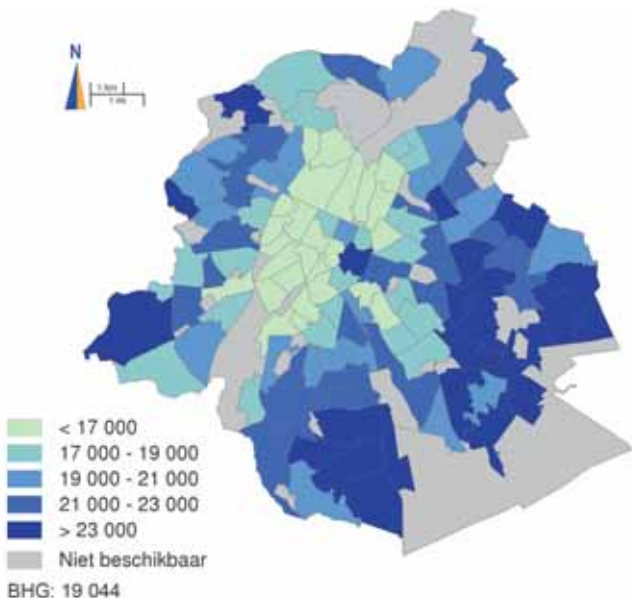 N
1 km
1 mi
< 17 000
17 000 - 19 000
19 000 - 21 000
21 000 - 23 000
> 23 000
Niet beschikbaar
BHG: 19 044